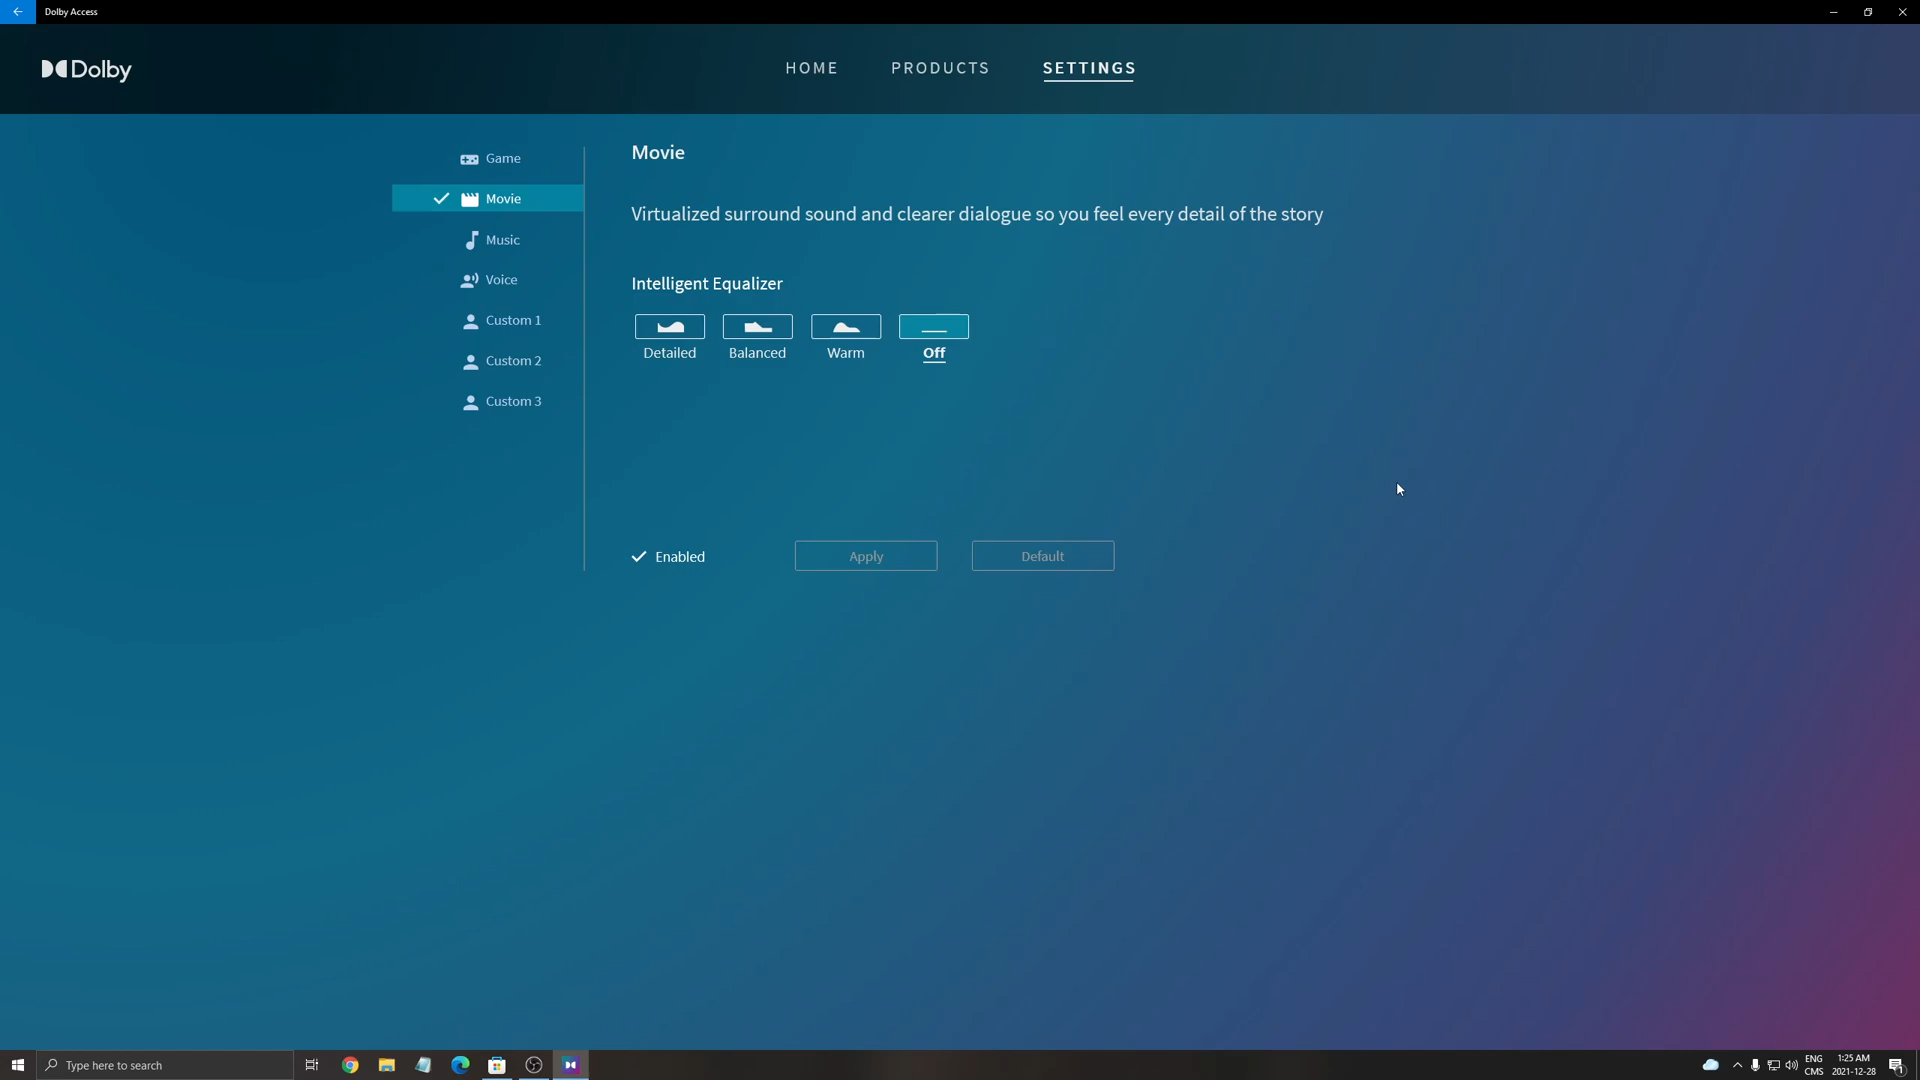 Dolby Access
Dolby
HOME PRODUCTS SETTINGS
Game
Movie
Music
Voice
Custom 1
Custom 2
Custom 3
Movie
Virtualized surround sound and clearer dialogue so you feel every detail of the story
Intelligent Equalizer
Detailed Balanced Warm Off
Enabled Apply Default
Type here to search
ENG
CMS
1:25 AM
2021-12-28
1